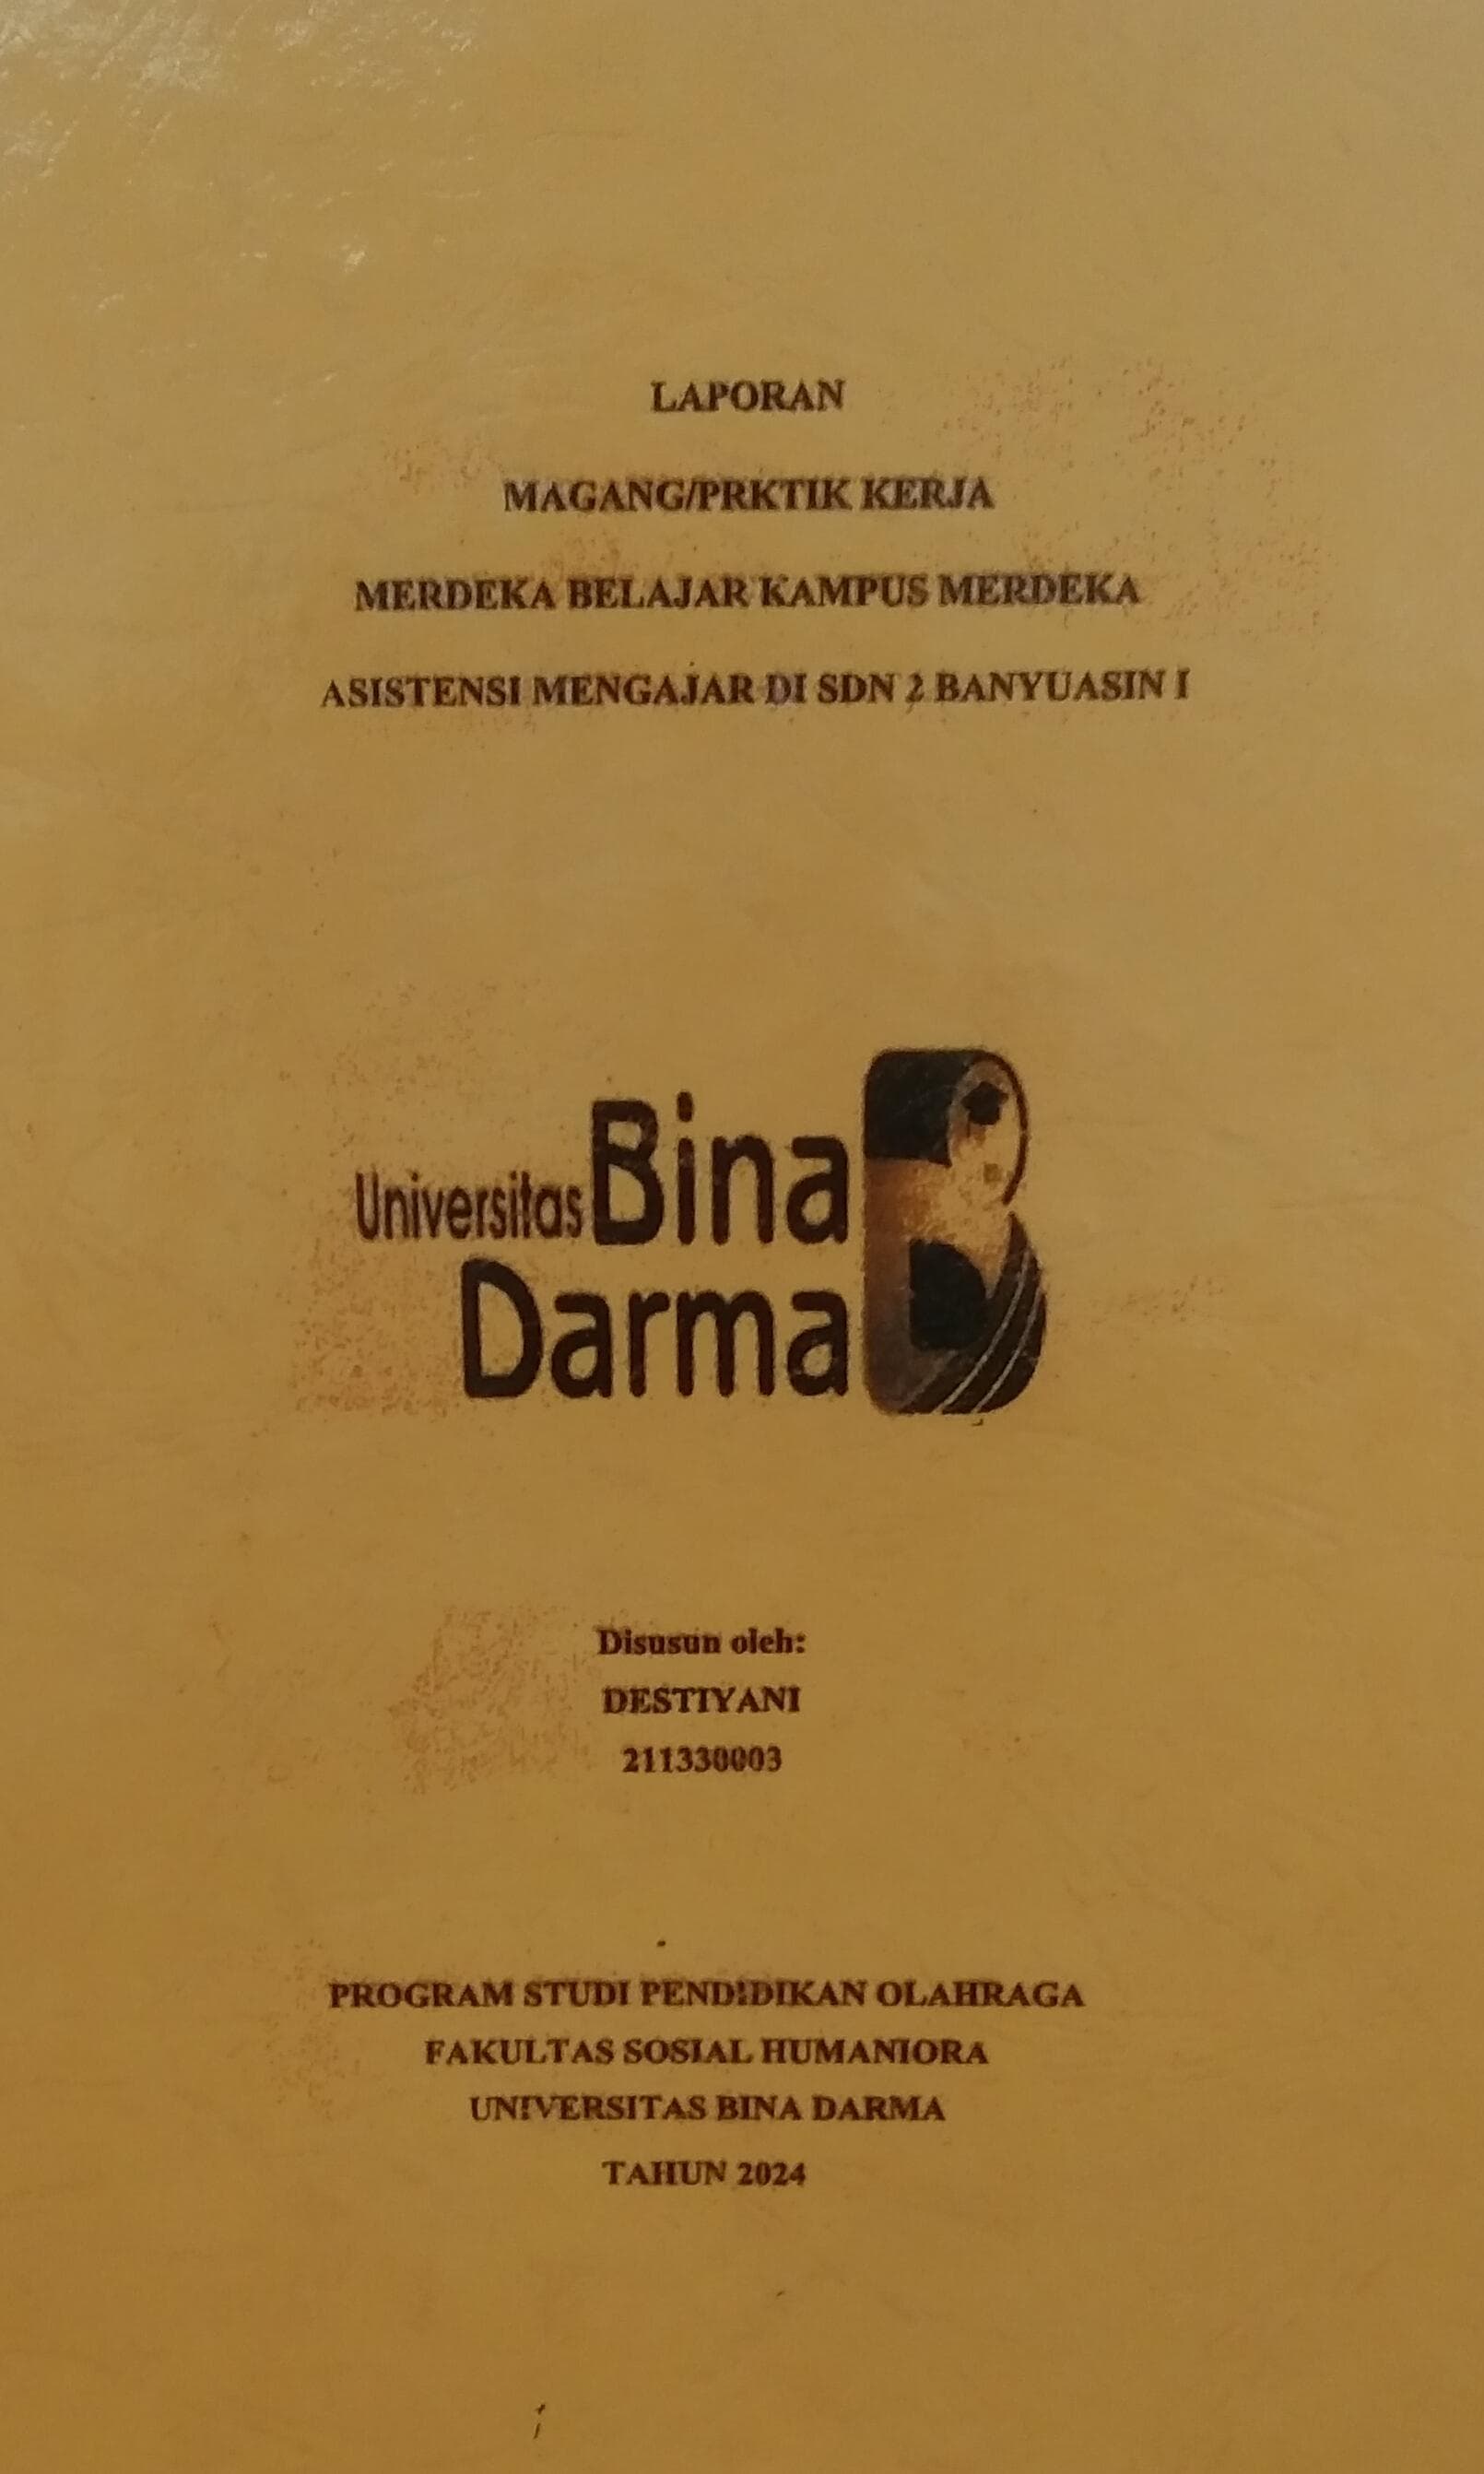 LAPORAN
MAGANG/PRKTIK KERJA
MERDEKA BELAJAR KAMPUS MERDEKA
ASISTENSI MENGAJAR DI SDN 2 BANYUASIN I
Universitas Bina
Darma
Disusun oleh:
DESTIYANI
211330003
PROGRAM STUDI PENDIDIKAN OLAHRAGA
FAKULTAS SOSIAL HUMANIORA
UNIVERSITAS BINA DARMA
TAHUN 2024
i